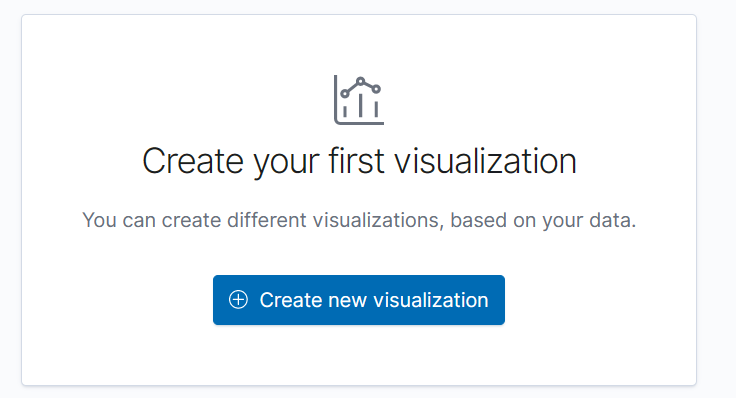 Create your first visualization
You can create different visualizations, based on your data.
Create new visualization